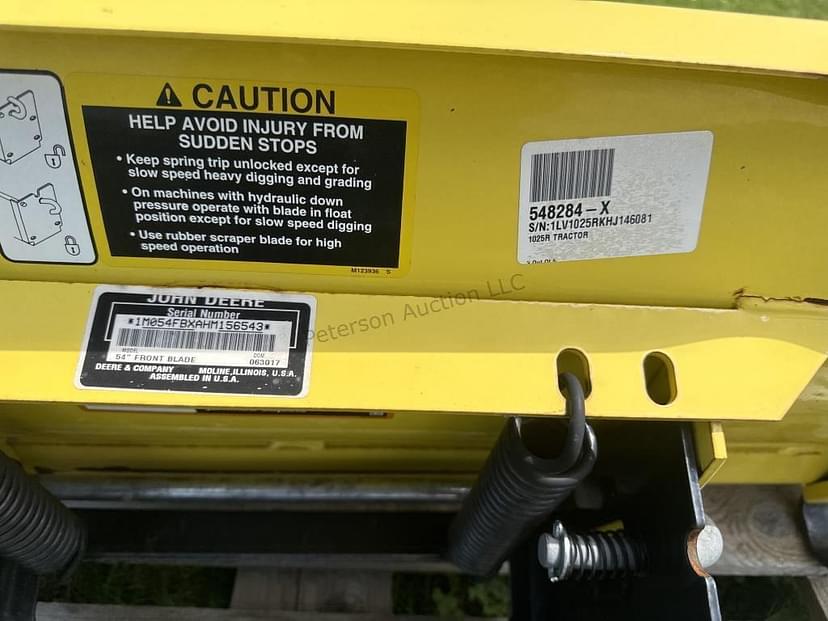 CAUTION
HELP AVOID INJURY FROM
SUDDEN STOPS
• Keep spring trip unlocked except for
slow speed heavy digging and grading
• On machines with hydraulic down
pressure operate with blade in float
position except for slow speed digging
• Use rubber scraper blade for high
speed operation
M123936 S
548284-X
S/N:1LV1025RKHJ146081
1025R TRACTOR
JOHN DEERE
Serial Number
*1M054FBXAHM156543*
MODEL
DOM
54" FRONT BLADE
063017
DEERE & COMPANY
MOLINE, ILLINOIS, U.S.A.
ASSEMBLED IN U.S.A.
Peterson Auction LLC